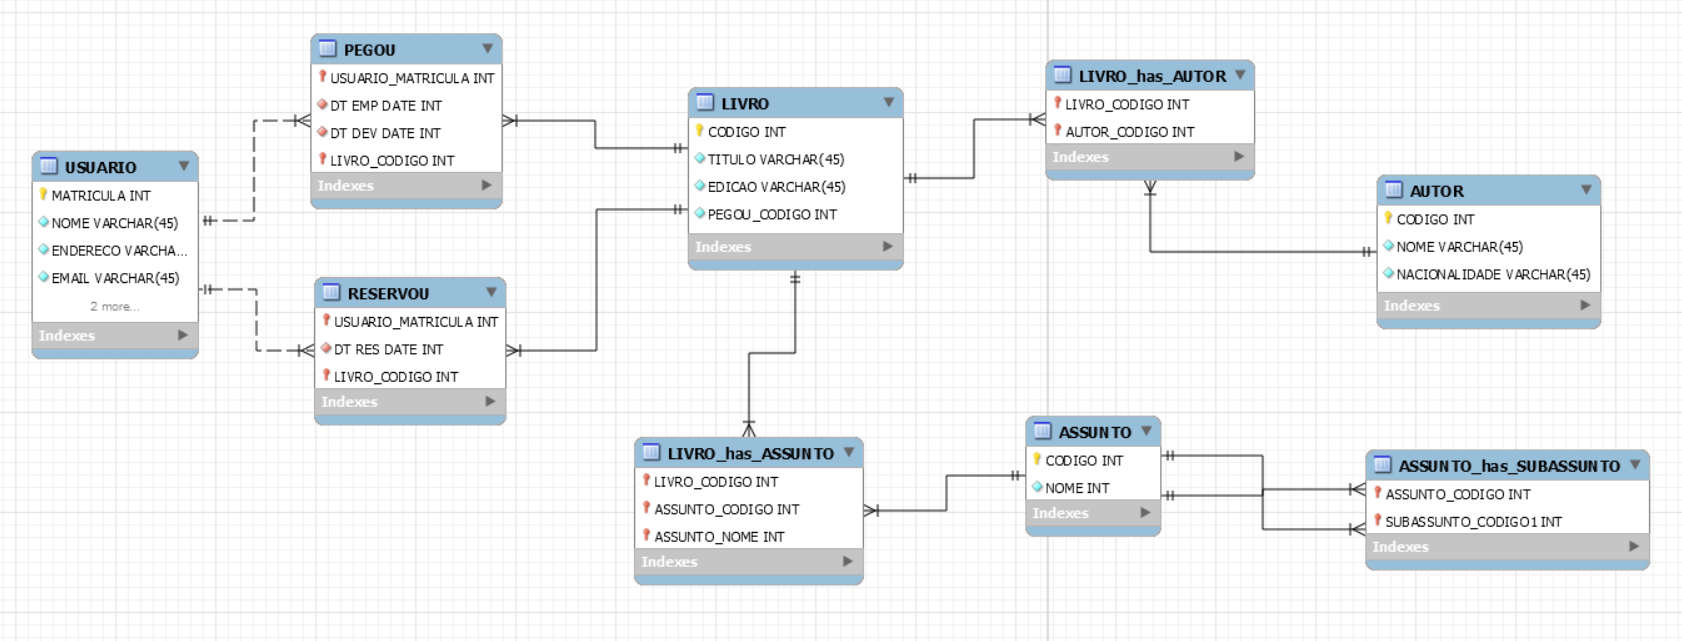 PEGOU
USUARIO_MATRICULA INT
DT EMP DATE INT
DT DEV DATE INT
LIVRO_CODIGO INT
Indexes
USUARIO
MATRICULA INT
NOME VARCHAR(45)
ENDERECO VARCHA...
EMAIL VARCHAR(45)
2 more...
Indexes
RESERVOU
USUARIO_MATRICULA INT
DT RES DATE INT
LIVRO_CODIGO INT
Indexes
LIVRO
CODIGO INT
TITULO VARCHAR(45)
EDICAO VARCHAR(45)
PEGOU_CODIGO INT
Indexes
LIVRO_has_AUTOR
LIVRO_CODIGO INT
AUTOR_CODIGO INT
Indexes
AUTOR
CODIGO INT
NOME VARCHAR(45)
NACIONALIDADE VARCHAR(45)
Indexes
LIVRO_has_ASSUNTO
LIVRO_CODIGO INT
ASSUNTO_CODIGO INT
ASSUNTO_NOME INT
Indexes
ASSUNTO
CODIGO INT
NOME INT
Indexes
ASSUNTO_has_SUBASSUNTO
ASSUNTO_CODIGO INT
SUBASSUNTO_CODIGO1 INT
Indexes